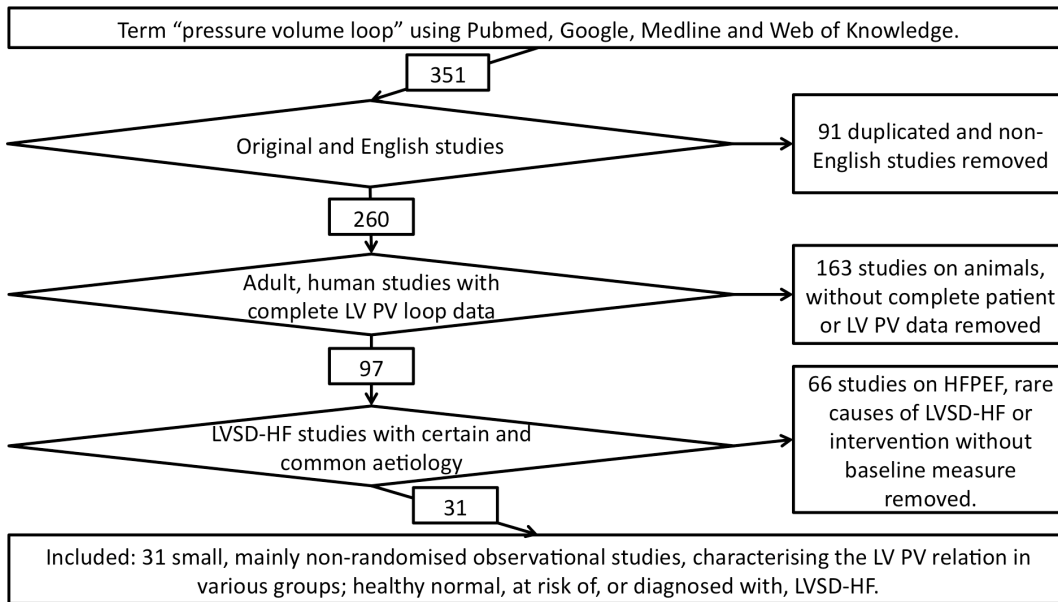 Term “pressure volume loop” using Pubmed, Google, Medline and Web of Knowledge.
351
Original and English studies
91 duplicated and non-
English studies removed
260
Adult, human studies with
complete LV PV loop data
163 studies on animals,
without complete patient
or LV PV data removed
97
LVSD-HF studies with certain and
common aetiology
66 studies on HFPEF, rare
causes of LVSD-HF or
intervention without
baseline measure
removed.
31
Included: 31 small, mainly non-randomised observational studies, characterising the LV PV relation in
various groups; healthy normal, at risk of, or diagnosed with, LVSD-HF.